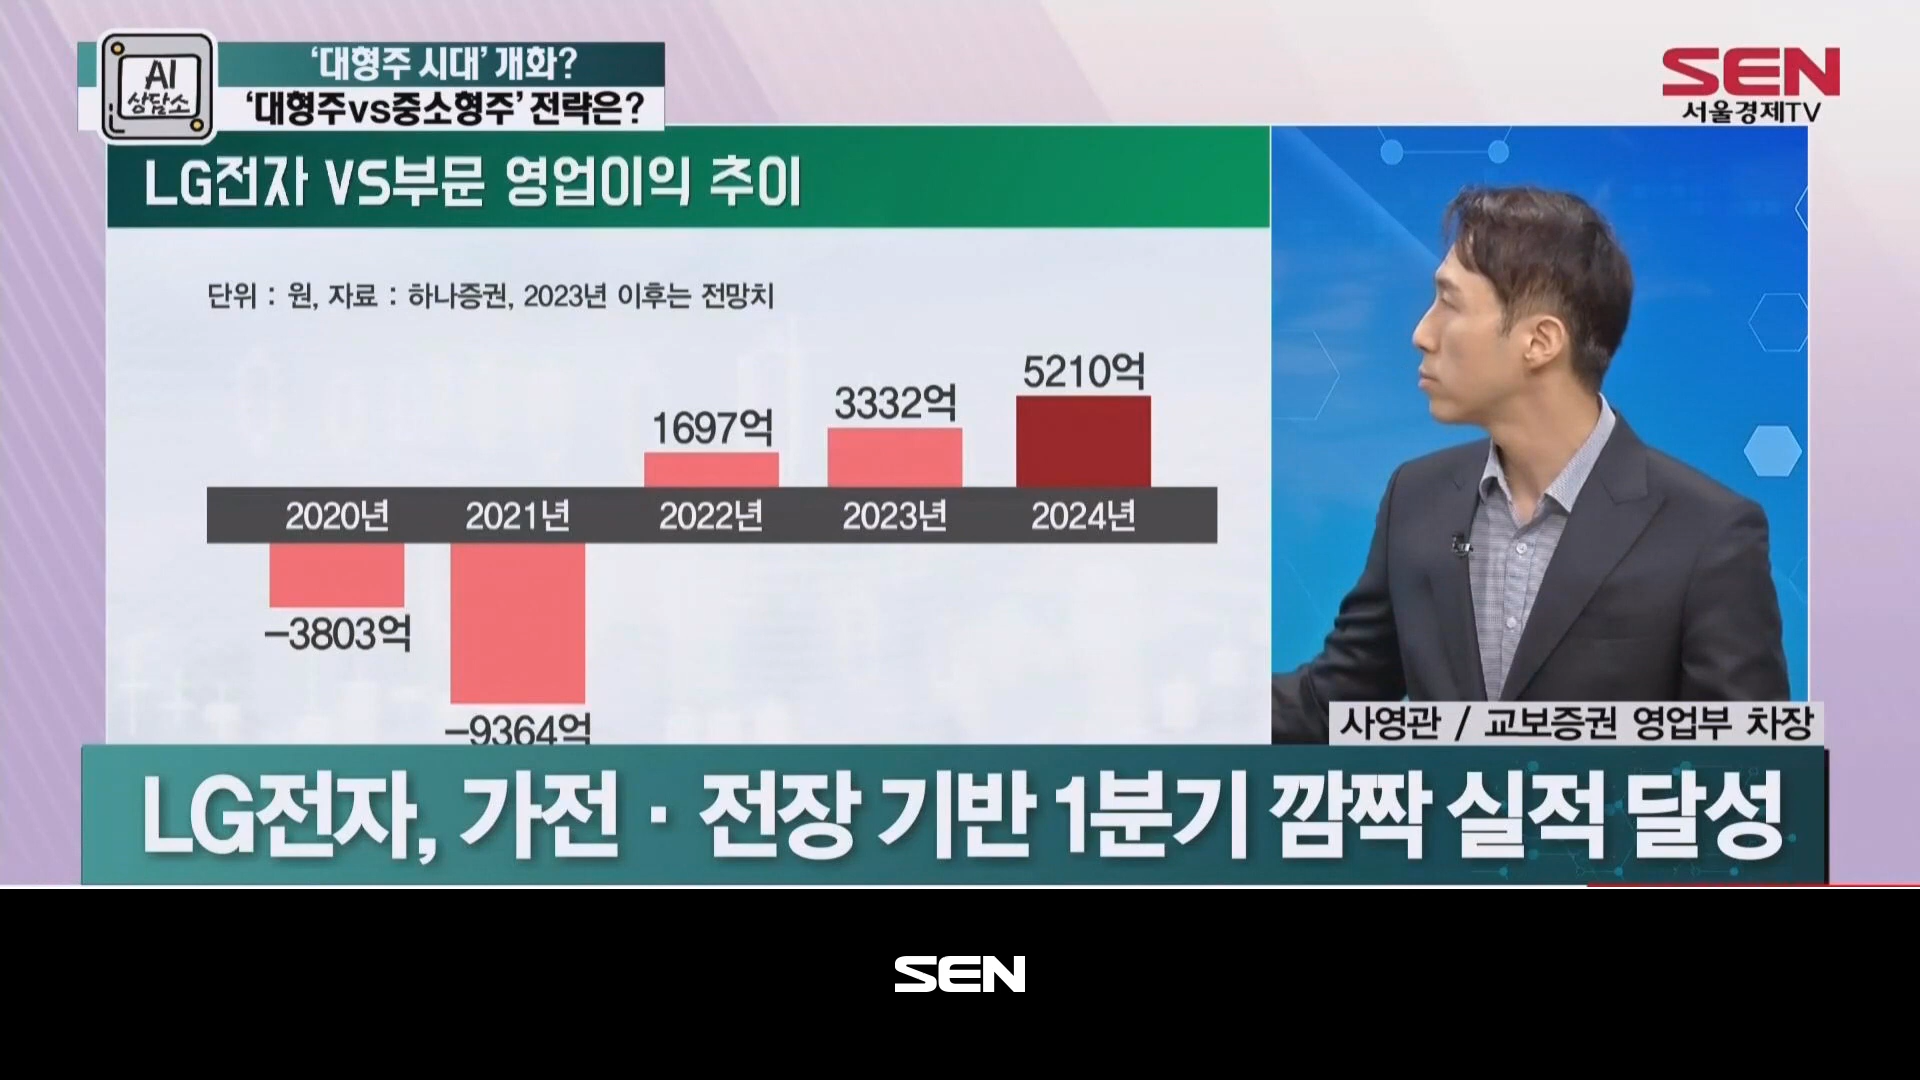 AI
상담소
‘대형주 시대’ 개화?
‘대형주vs중소형주’ 전략은?
SEN
서울경제TV
LG전자 VS부문 영업이익 추이
단위 : 원, 자료 : 하나증권, 2023년 이후는 전망치
1697억
3332억
5210억
2020년
2021년
2022년
2023년
2024년
-3803억
-9364억
사영관 / 교보증권 영업부 차장
LG전자, 가전 · 전장 기반 1분기 깜짝 실적 달성
SEN